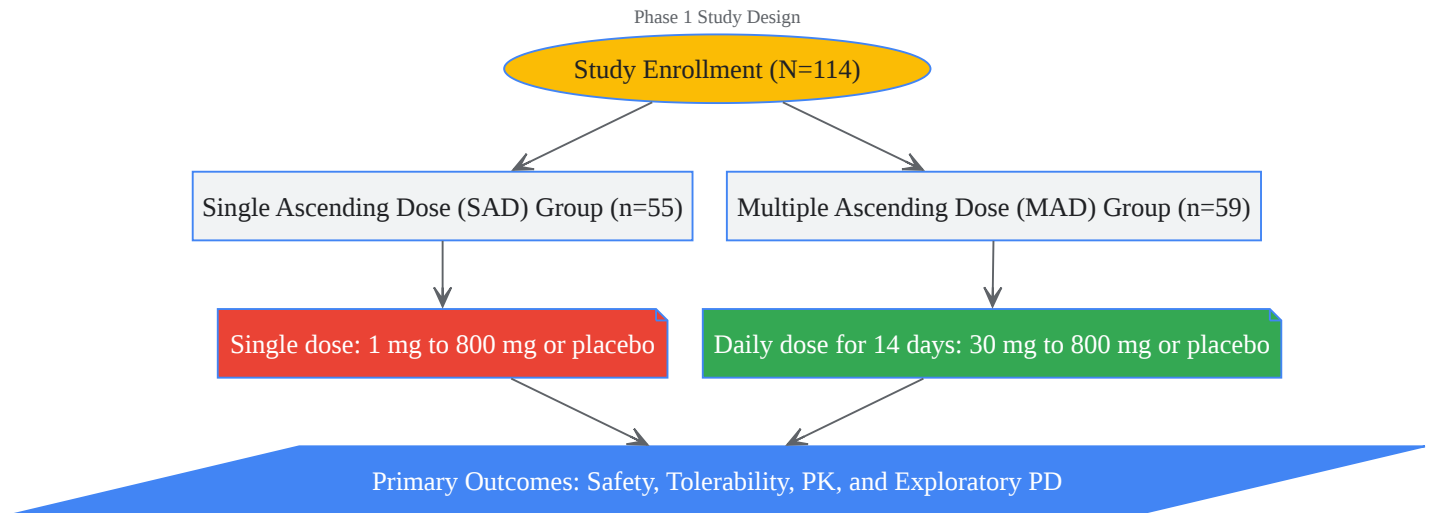 Phase 1 Study Design
Study Enrollment (N=114)
Single Ascending Dose (SAD) Group (n=55)
Multiple Ascending Dose (MAD) Group (n=59)
Single dose: 1 mg to 800 mg or placebo
Daily dose for 14 days: 30 mg to 800 mg or placebo
Primary Outcomes: Safety, Tolerability, PK, and Exploratory PD